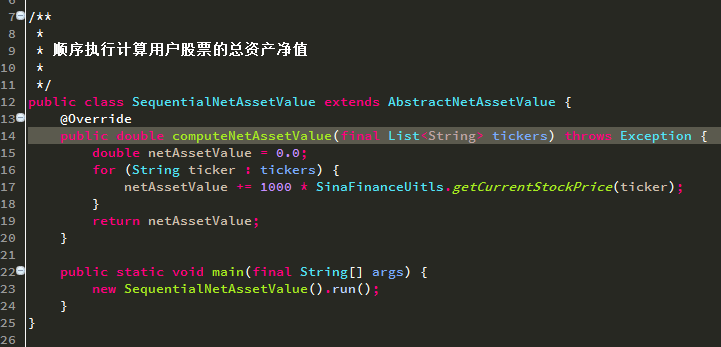 6
7 /**
8 *
9 * 顺序执行计算用户股票的总资产净值
10 *
11 */
12 public class SequentialNetAssetValue extends AbstractNetAssetValue {
13 @Override
14 public double computeNetAssetValue(final List<String> tickers) throws Exception {
15 double netAssetValue = 0.0;
16 for (String ticker : tickers) {
17 netAssetValue += 1000 * SinaFinanceUitls.getCurrentStockPrice(ticker);
18 }
19 return netAssetValue;
20 }
21
22 public static void main(final String[] args) {
23 new SequentialNetAssetValue().run();
24 }
25 }
26